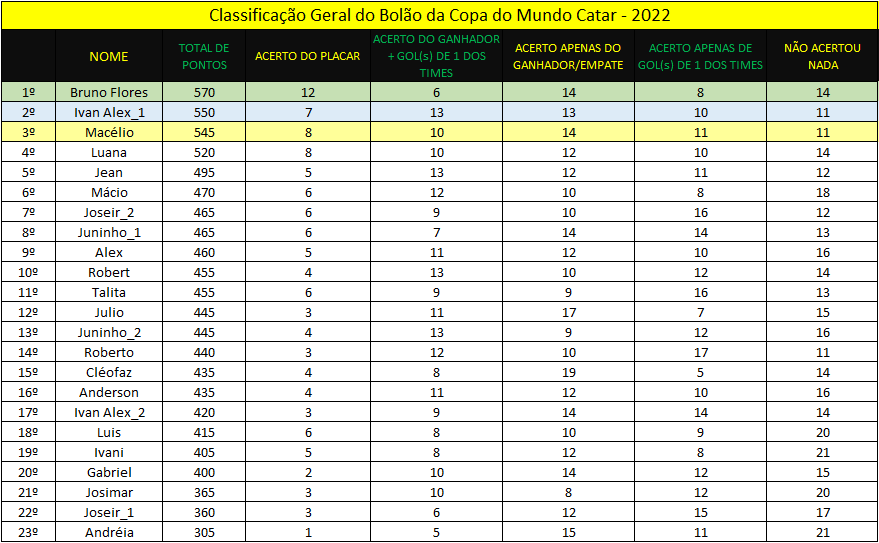 Classificação Geral do Bolão da Copa do Mundo Catar - 2022
NOME TOTAL DE PONTOS ACERTO DO PLACAR ACERTO DO GANHADOR + GOL(s) DE 1 DOS TIMES ACERTO APENAS DO GANHADOR/EMPATE ACERTO APENAS DE GOL(s) DE 1 DOS TIMES NÃO ACERTOU NADA
1º Bruno Flores 570 12 6 14 8 14
2º Ivan Alex_1 550 7 13 13 10 11
3º Macélio 545 8 10 14 11 11
4º Luana 520 8 10 12 10 14
5º Jean 495 5 13 12 11 12
6º Mácio 470 6 12 10 8 18
7º Joseir_2 465 6 9 10 16 12
8º Juninho_1 465 6 7 14 14 13
9º Alex 460 5 11 12 10 16
10º Robert 455 4 13 10 12 14
11º Talita 455 6 9 9 16 13
12º Julio 445 3 11 17 7 15
13º Juninho_2 445 4 13 9 12 16
14º Roberto 440 3 12 10 17 11
15º Cléofaz 435 4 8 19 5 14
16º Anderson 435 4 11 12 10 16
17º Ivan Alex_2 420 3 9 14 14 14
18º Luis 415 6 8 10 9 20
19º Ivani 405 5 8 12 8 21
20º Gabriel 400 2 10 14 12 15
21º Josimar 365 3 10 8 12 20
22º Joseir_1 360 3 6 12 15 17
23º Andréia 305 1 5 15 11 21